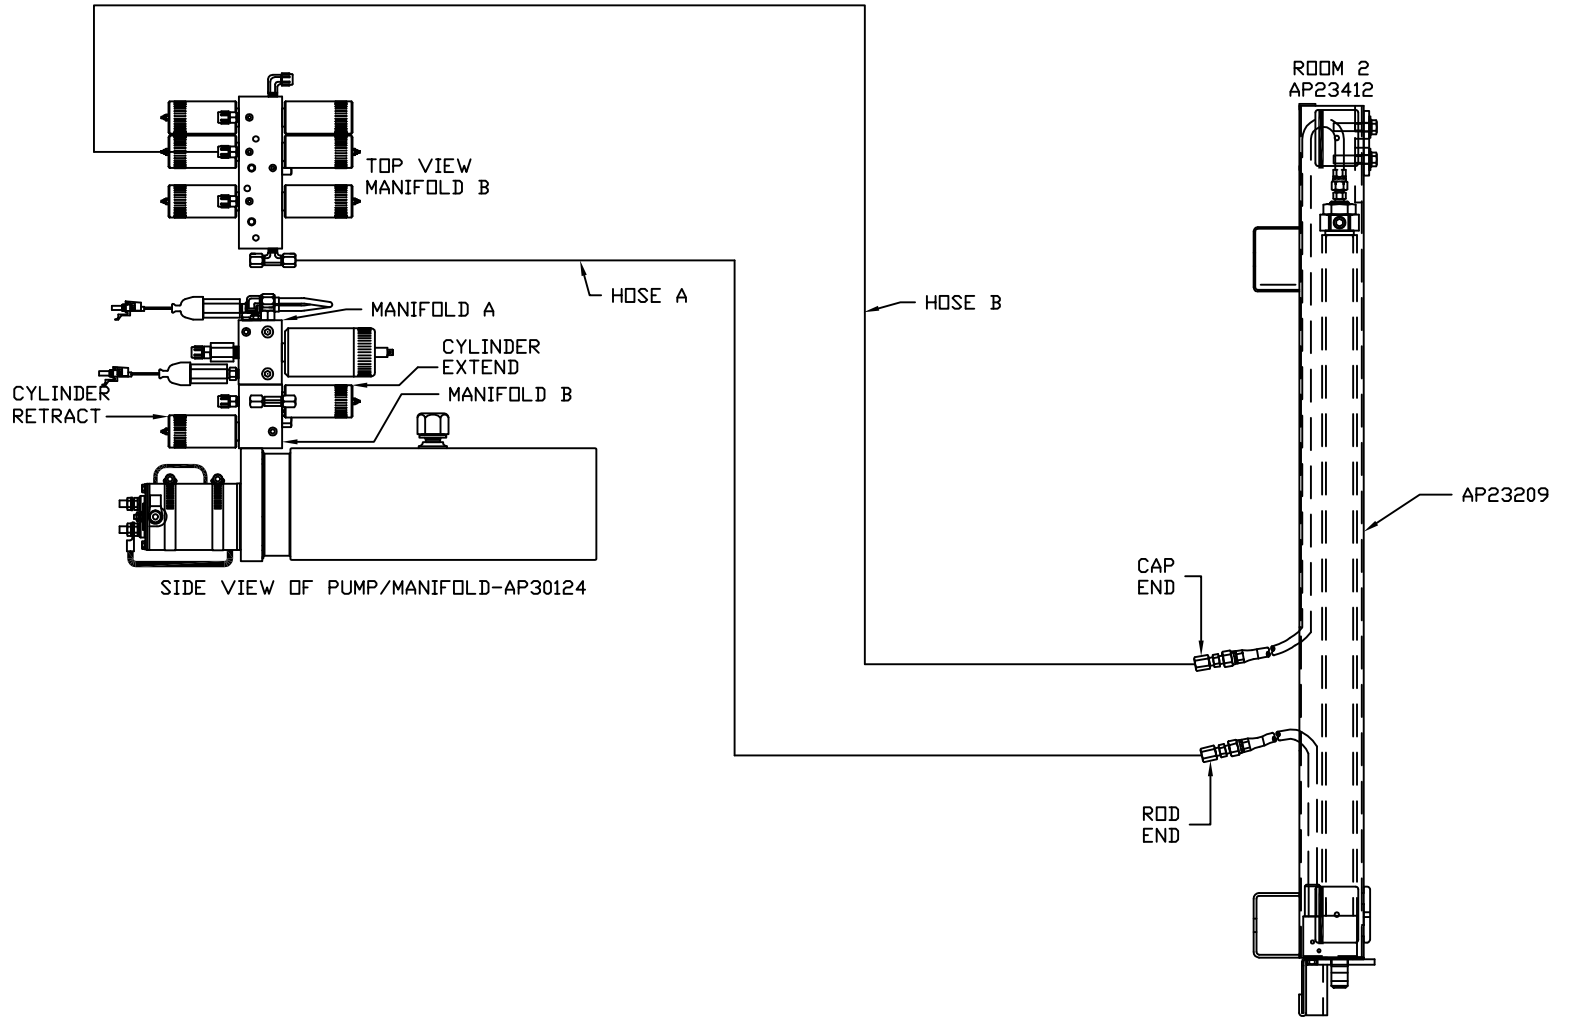 ROOM 2
AP23412
TOP VIEW
MANIFOLD B
HOSE A
HOSE B
MANIFOLD A
CYLINDER
EXTEND
MANIFOLD B
CYLINDER
RETRACT
AP23209
CAP
END
SIDE VIEW OF PUMP/MANIFOLD-AP30124
ROD
END